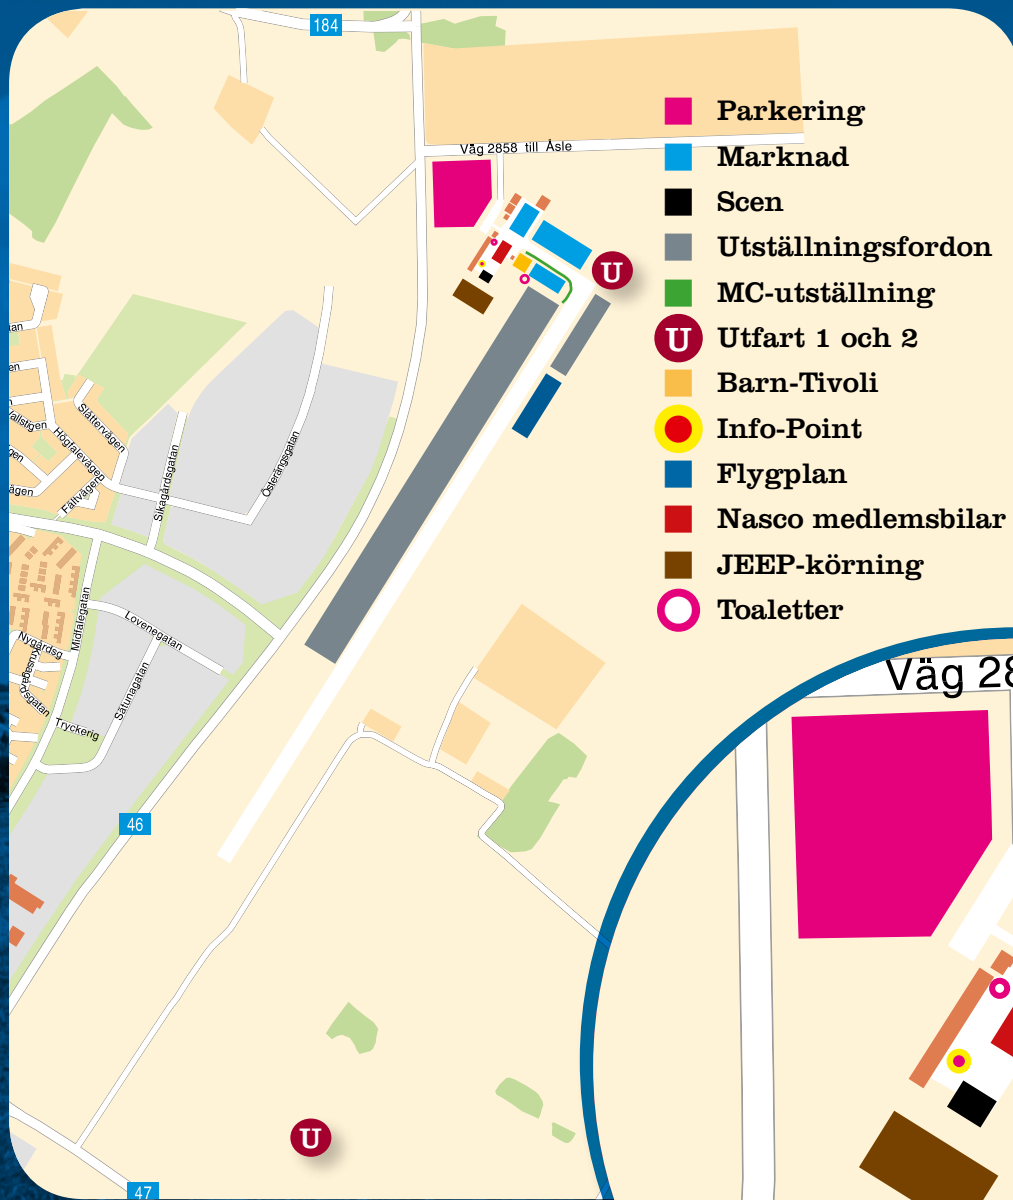 184
Väg 2858 till Åsle
Parkering
Marknad
Scen
Utställningsfordon
MC-utställning
U Utfart 1 och 2
Barn-Tivoli
Info-Point
Flygplan
Nasco medlemsbilar
JEEP-körning
Toaletter
U
Slåttervägen
Högfalevägen
Fältvägen
Sikagårdsgatan
Österängsgatan
ägen
Midfalegatan
Lovenegatan
Nygårdsg
Sätunagatan
Tryckerig
46
47
U
Väg 28